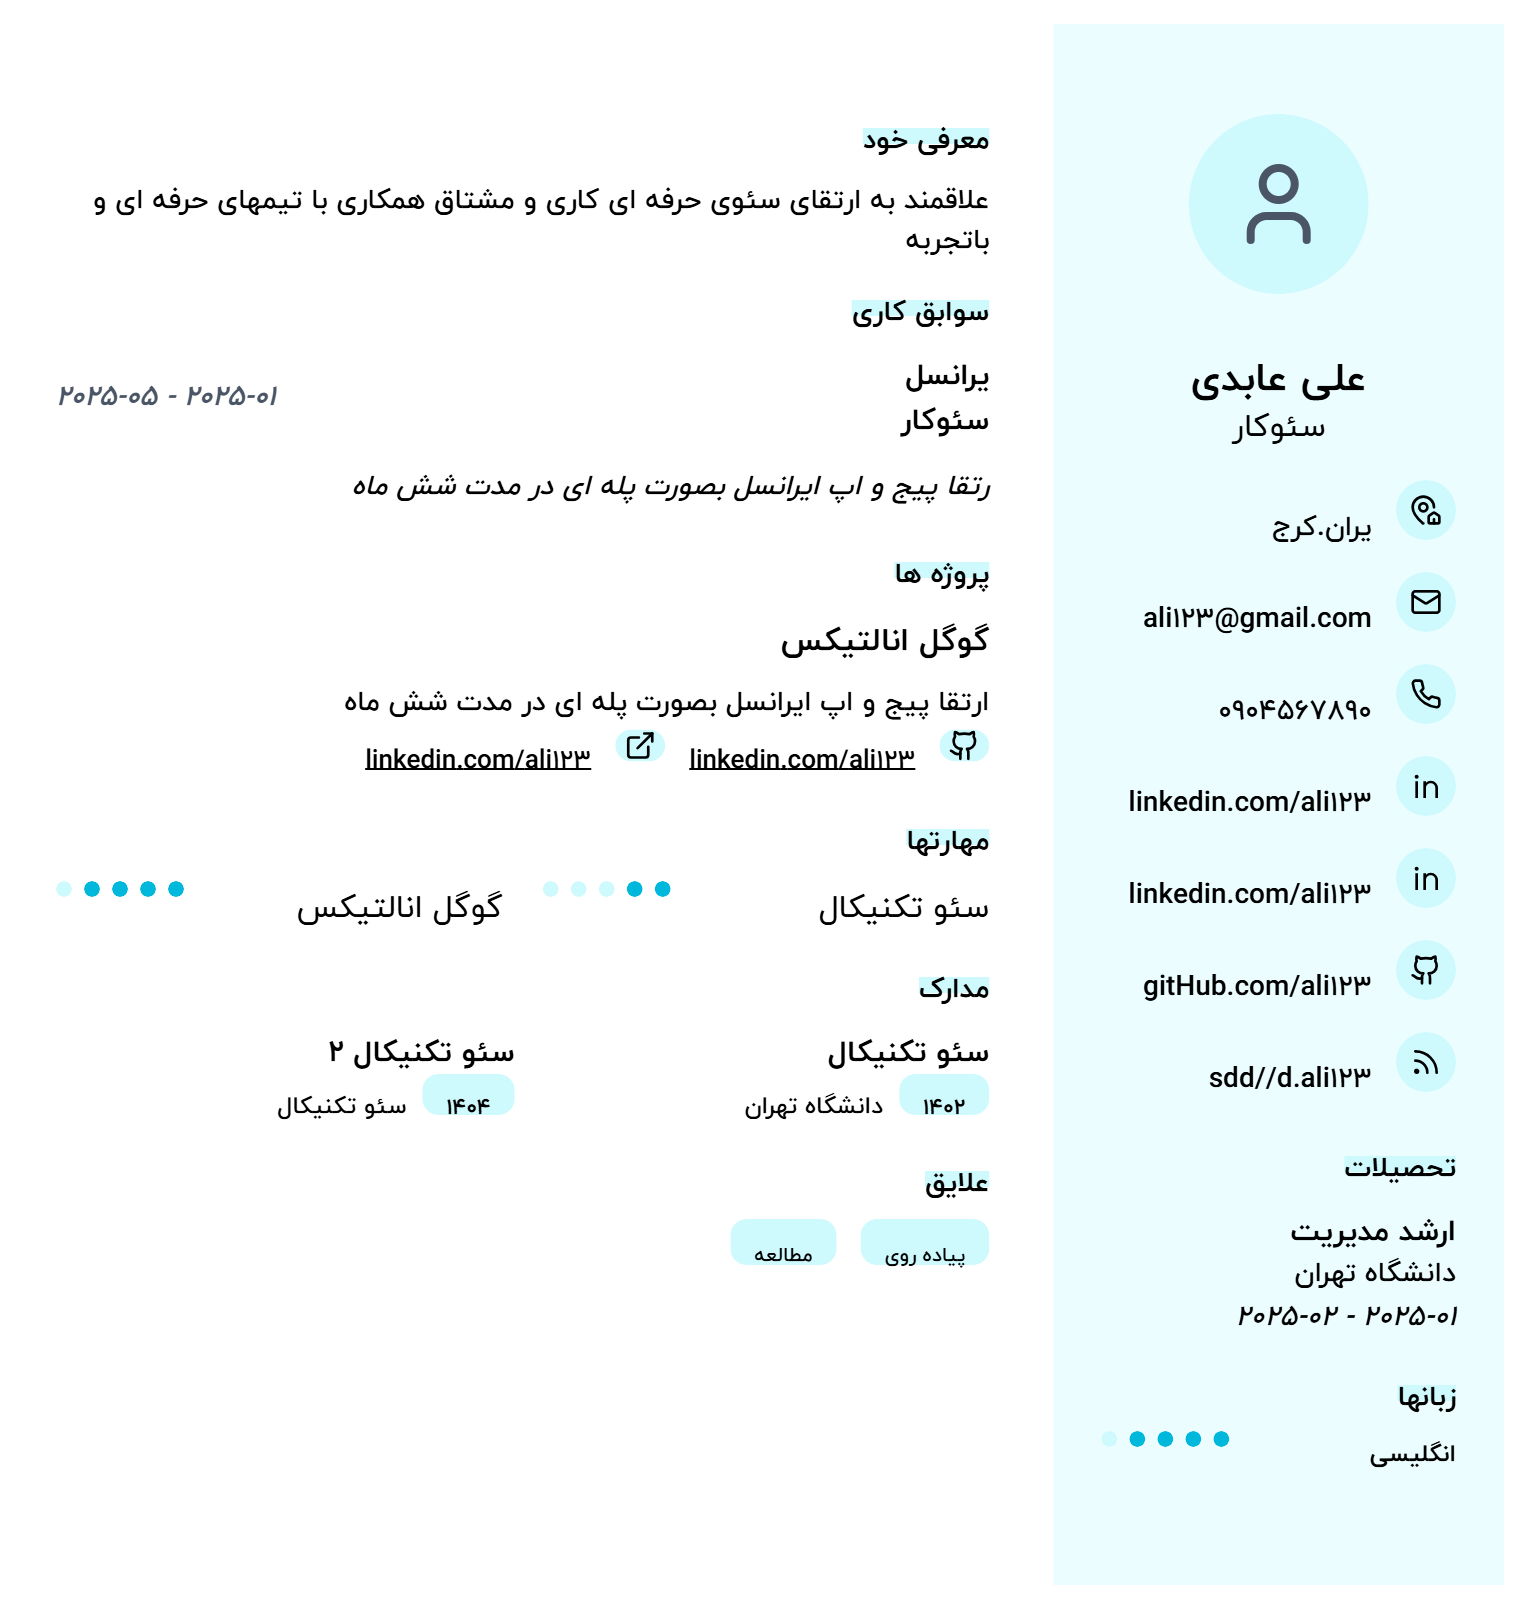 علی عابدی
سئوکار
یران.کرج
ali۱۲۳@gmail.com
۰۹۰۴۵۶۷۸۹۰
in
linkedin.com/ali۱۲۳
in
linkedin.com/ali۱۲۳
gitHub.com/ali۱۲۳
sdd//d.ali۱۲۳
تحصیلات
ارشد مدیریت
دانشگاه تهران
۲۰۲۵-۰۱ - ۲۰۲۵-۰۲
زبانها
انگلیسی
معرفی خود
علاقمند به ارتقای سئوی حرفه ای کاری و مشتاق همکاری با تیمهای حرفه ای و
باتجربه
سوابق کاری
یرانسل
سئوکار
۲۰۲۵-۰۱ - ۲۰۲۵-۰۵
رتقا پیج و اپ ایرانسل بصورت پله ای در مدت شش ماه
پروژه ها
گوگل انالتیکس
ارتقا پیج و اپ ایرانسل بصورت پله ای در مدت شش ماه
linkedin.com/ali۱۲۳ linkedin.com/ali۱۲۳
مهارتها
سئو تکنیکال
گوگل انالتیکس
مدارک
سئو تکنیکال
۱۴۰۲ دانشگاه تهران
سئو تکنیکال ۲
۱۴۰۴ سئو تکنیکال
علایق
پیاده روی
مطالعه